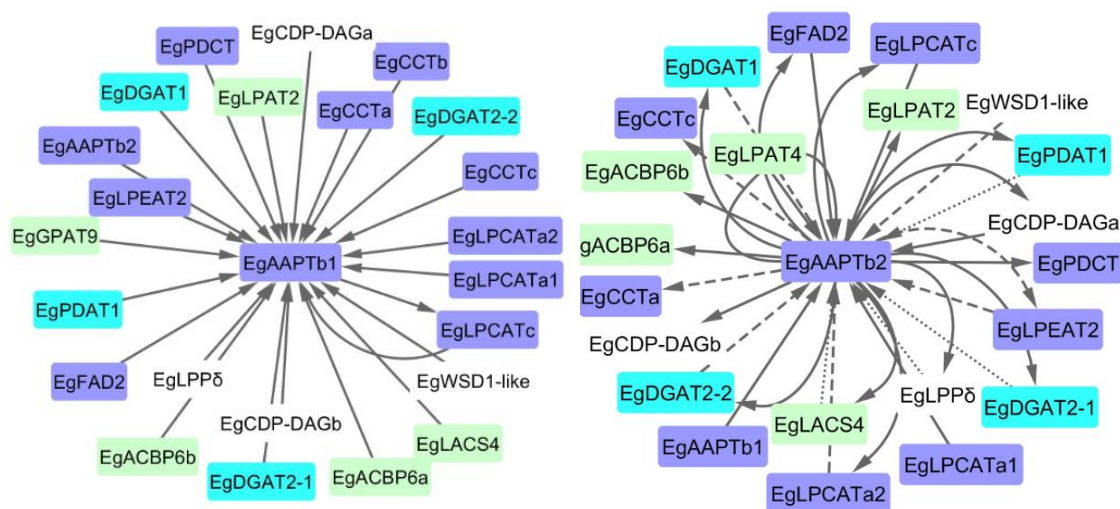 EgCDP-DAGa
EgPDCT
EgCCTb
EgDGAT1
EgLPAT2
EgCCTa
EgDGAT2-2
EgAAPTb2
EgCCTc
EgLPEAT2
EgGPAT9
EgLPCATa2
EgAAPTb1
EgLPCATa1
EgPDAT1
EgLPCATc
EgFAD2
EgLPPδ
EgWSD1-like
EgCDP-DAGb
EgACBP6b
EgLACS4
EgDGAT2-1
EgACBP6a
EgFAD2
EgLPCATc
EgDGAT1
EgWSD1-like
EgLPAT2
EgCCTc
EgLPAT4
EgPDAT1
EgACBP6b
EgCDP-DAGa
gACBP6a
EgAAPTb2
EgPDCT
EgCCTa
EgLPEAT2
EgCDP-DAGb
EgDGAT2-2
EgLPPδ
EgDGAT2-1
EgLACS4
EgAAPTb1
EgLPCATa1
EgLPCATa2